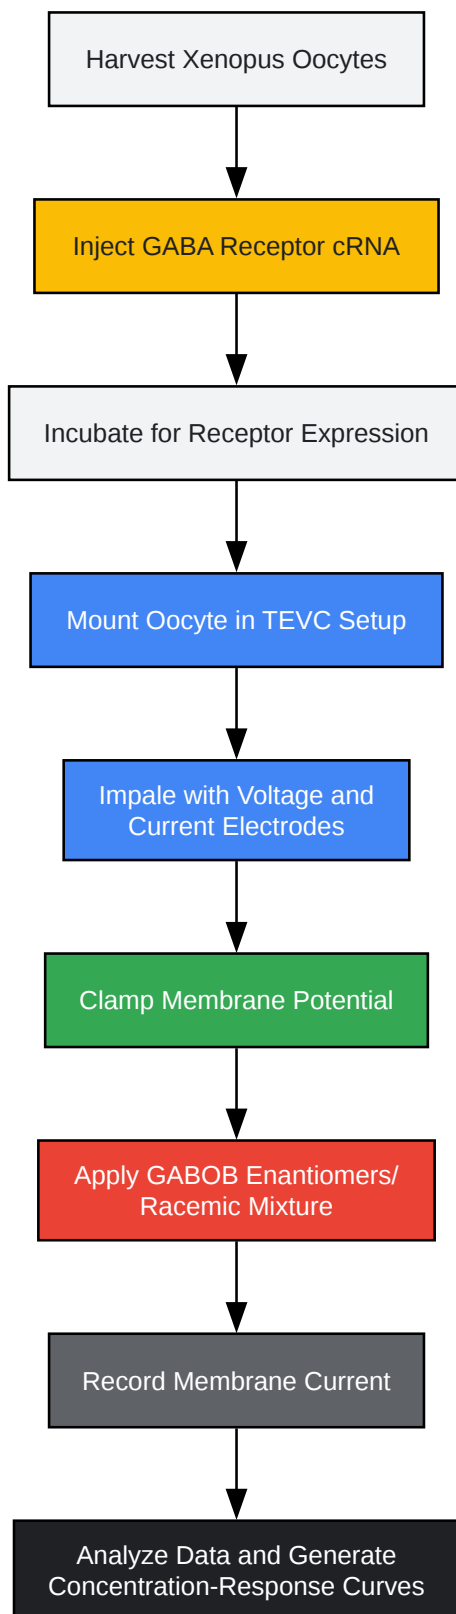 Harvest Xenopus Oocytes
Inject GABA Receptor cRNA
Incubate for Receptor Expression
Mount Oocyte in TEVC Setup
Impale with Voltage and
Current Electrodes
Clamp Membrane Potential
Apply GABOB Enantiomers/
Racemic Mixture
Record Membrane Current
Analyze Data and Generate
Concentration-Response Curves